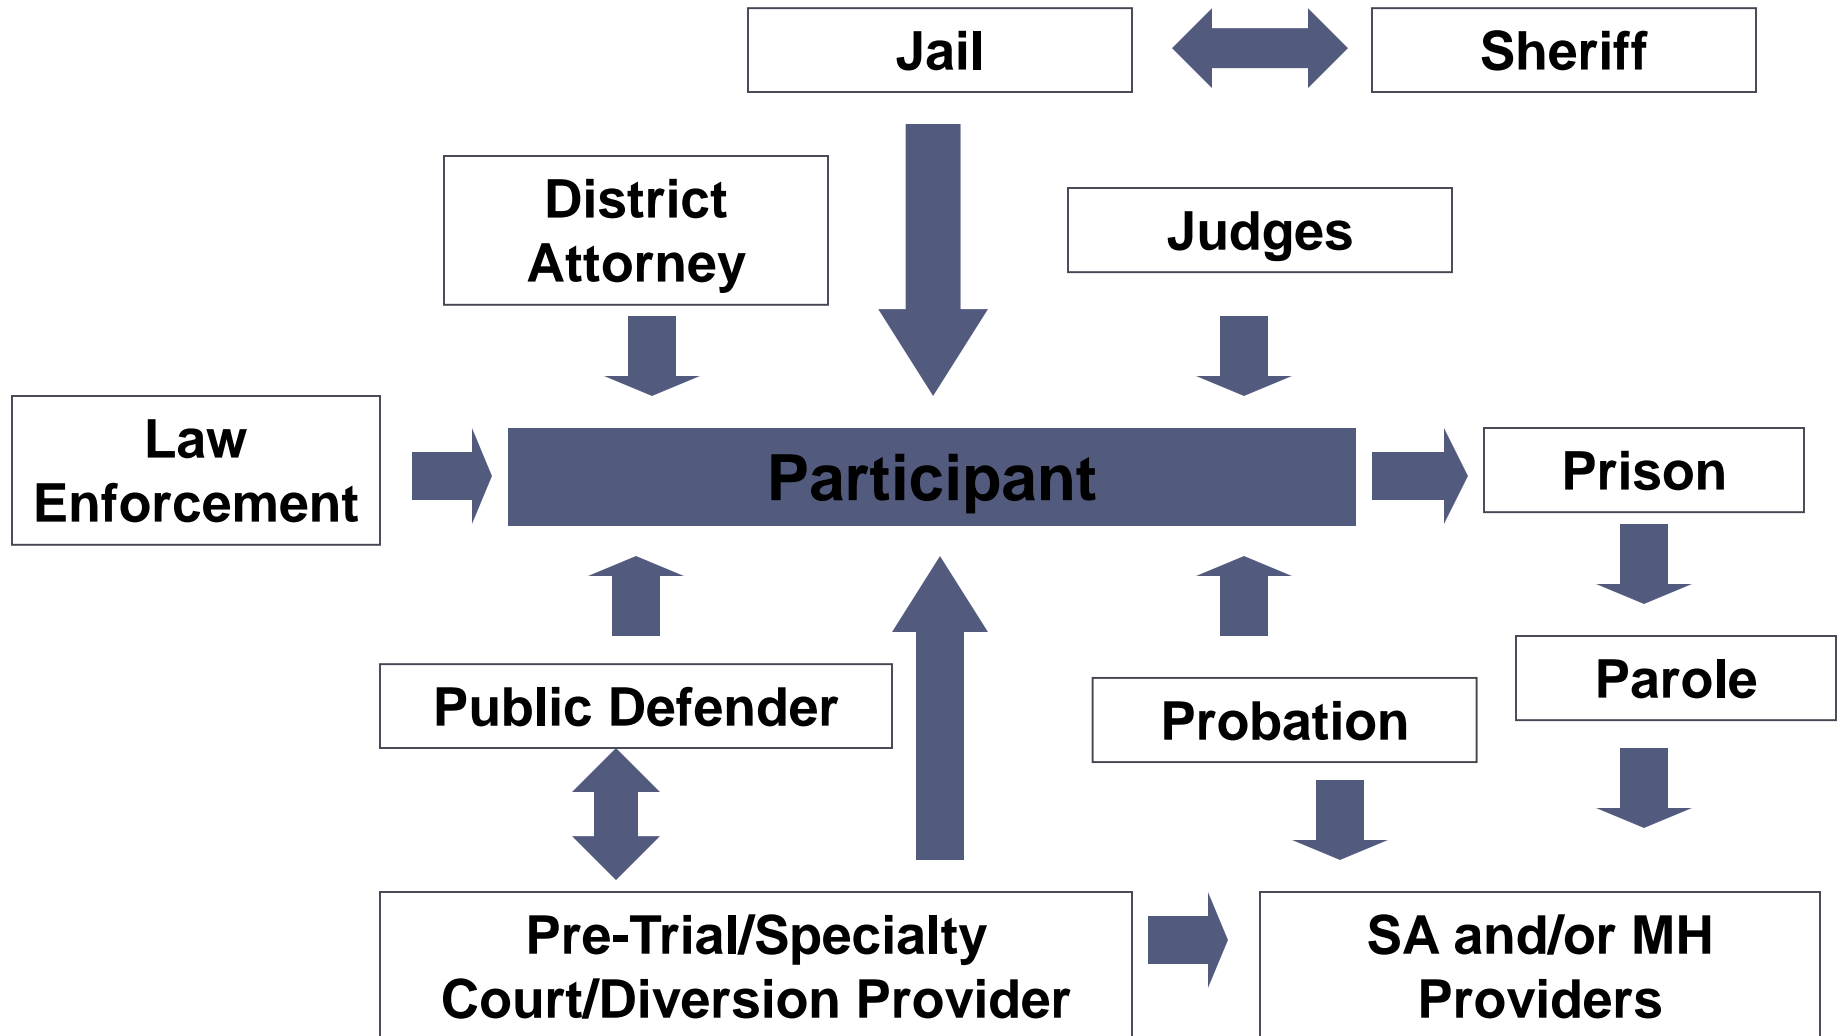 Jail
Sheriff
District
Attorney
Judges
Law
Enforcement
Participant
Prison
Public Defender
Probation
Parole
Pre-Trial/Specialty
Court/Diversion Provider
SA and/or MH
Providers